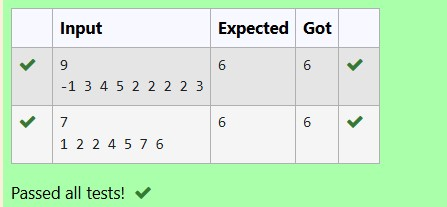 Input Expected Got
9 6 6
-1 3 4 5 2 2 2 2 3
7 6 6
1 2 2 4 5 7 6
Passed all tests!